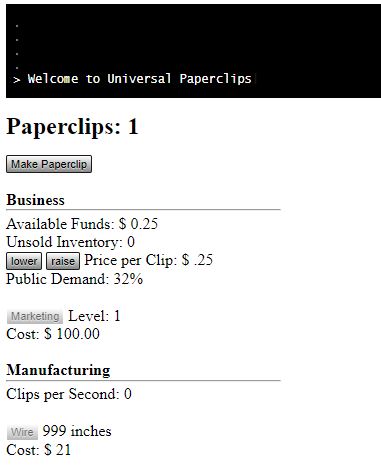 .
.
.
.
> Welcome to Universal Paperclips
Paperclips: 1
Make Paperclip
Business
Available Funds: $ 0.25
Unsold Inventory: 0
lower raise Price per Clip: $ .25
Public Demand: 32%
Marketing Level: 1
Cost: $ 100.00
Manufacturing
Clips per Second: 0
Wire 999 inches
Cost: $ 21